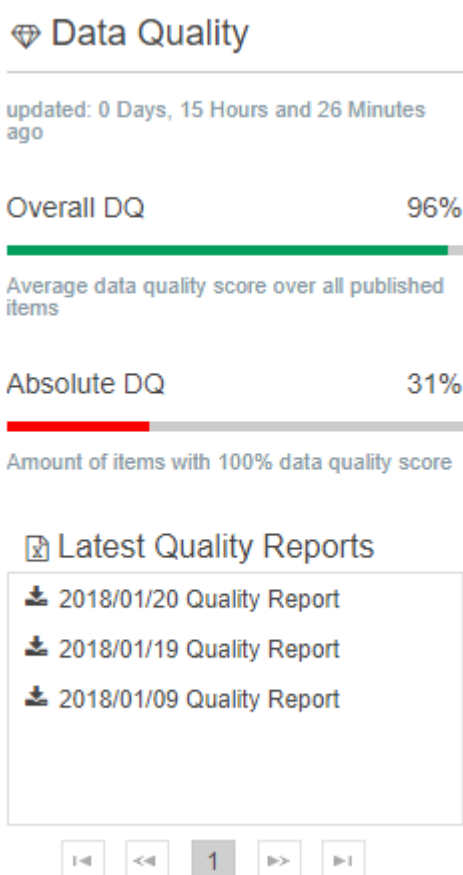 Data Quality
updated: 0 Days, 15 Hours and 26 Minutes
ago
Overall DQ 96%
Average data quality score over all published
items
Absolute DQ 31%
Amount of items with 100% data quality score
Latest Quality Reports
2018/01/20 Quality Report
2018/01/19 Quality Report
2018/01/09 Quality Report
1